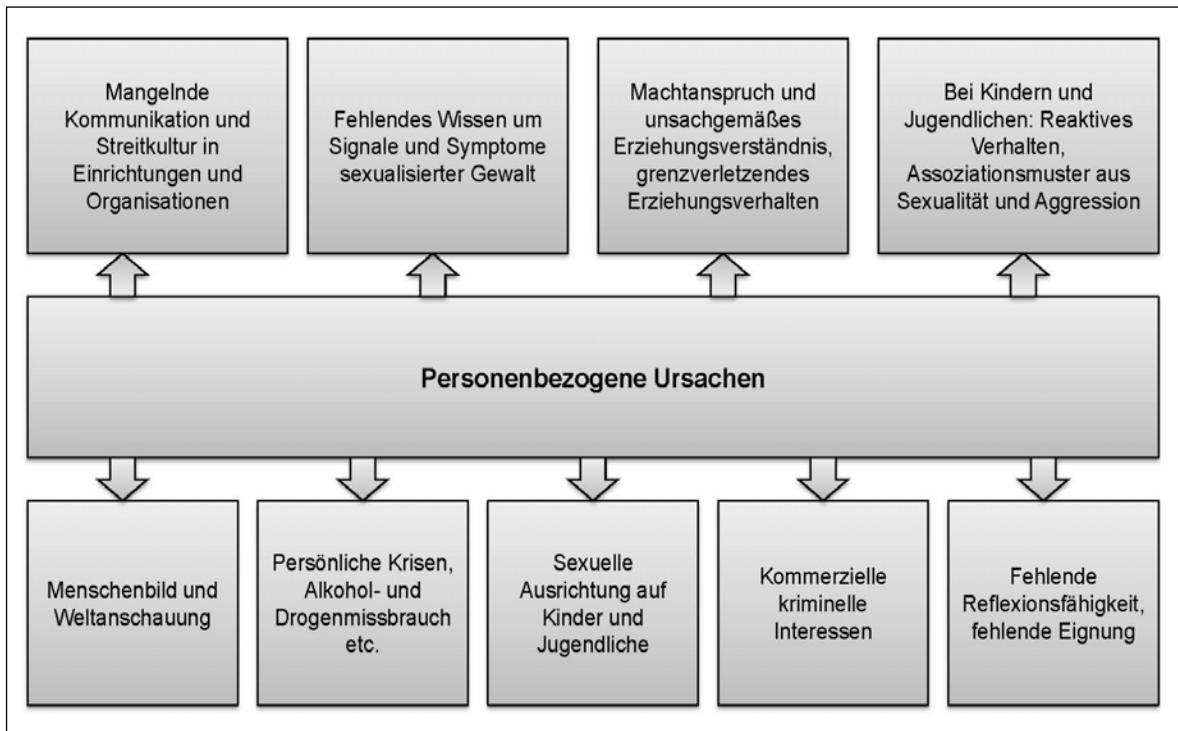 Mangelnde
Kommunikation und
Streitkultur in
Einrichtungen und
Organisationen
Fehlendes Wissen um
Signale und Symptome
sexualisierter Gewalt
Machtanspruch und
unsachgemäßes
Erziehungsverständnis,
grenzverletzendes
Erziehungsverhalten
Bei Kindern und
Jugendlichen: Reaktives
Verhalten,
Assoziationsmuster aus
Sexualität und Aggression
Personenbezogene Ursachen
Menschenbild und
Weltanschauung
Persönliche Krisen,
Alkohol- und
Drogenmissbrauch
etc.
Sexuelle
Ausrichtung auf
Kinder und
Jugendliche
Kommerzielle
kriminelle
Interessen
Fehlende
Reflexionsfähigkeit,
fehlende Eignung